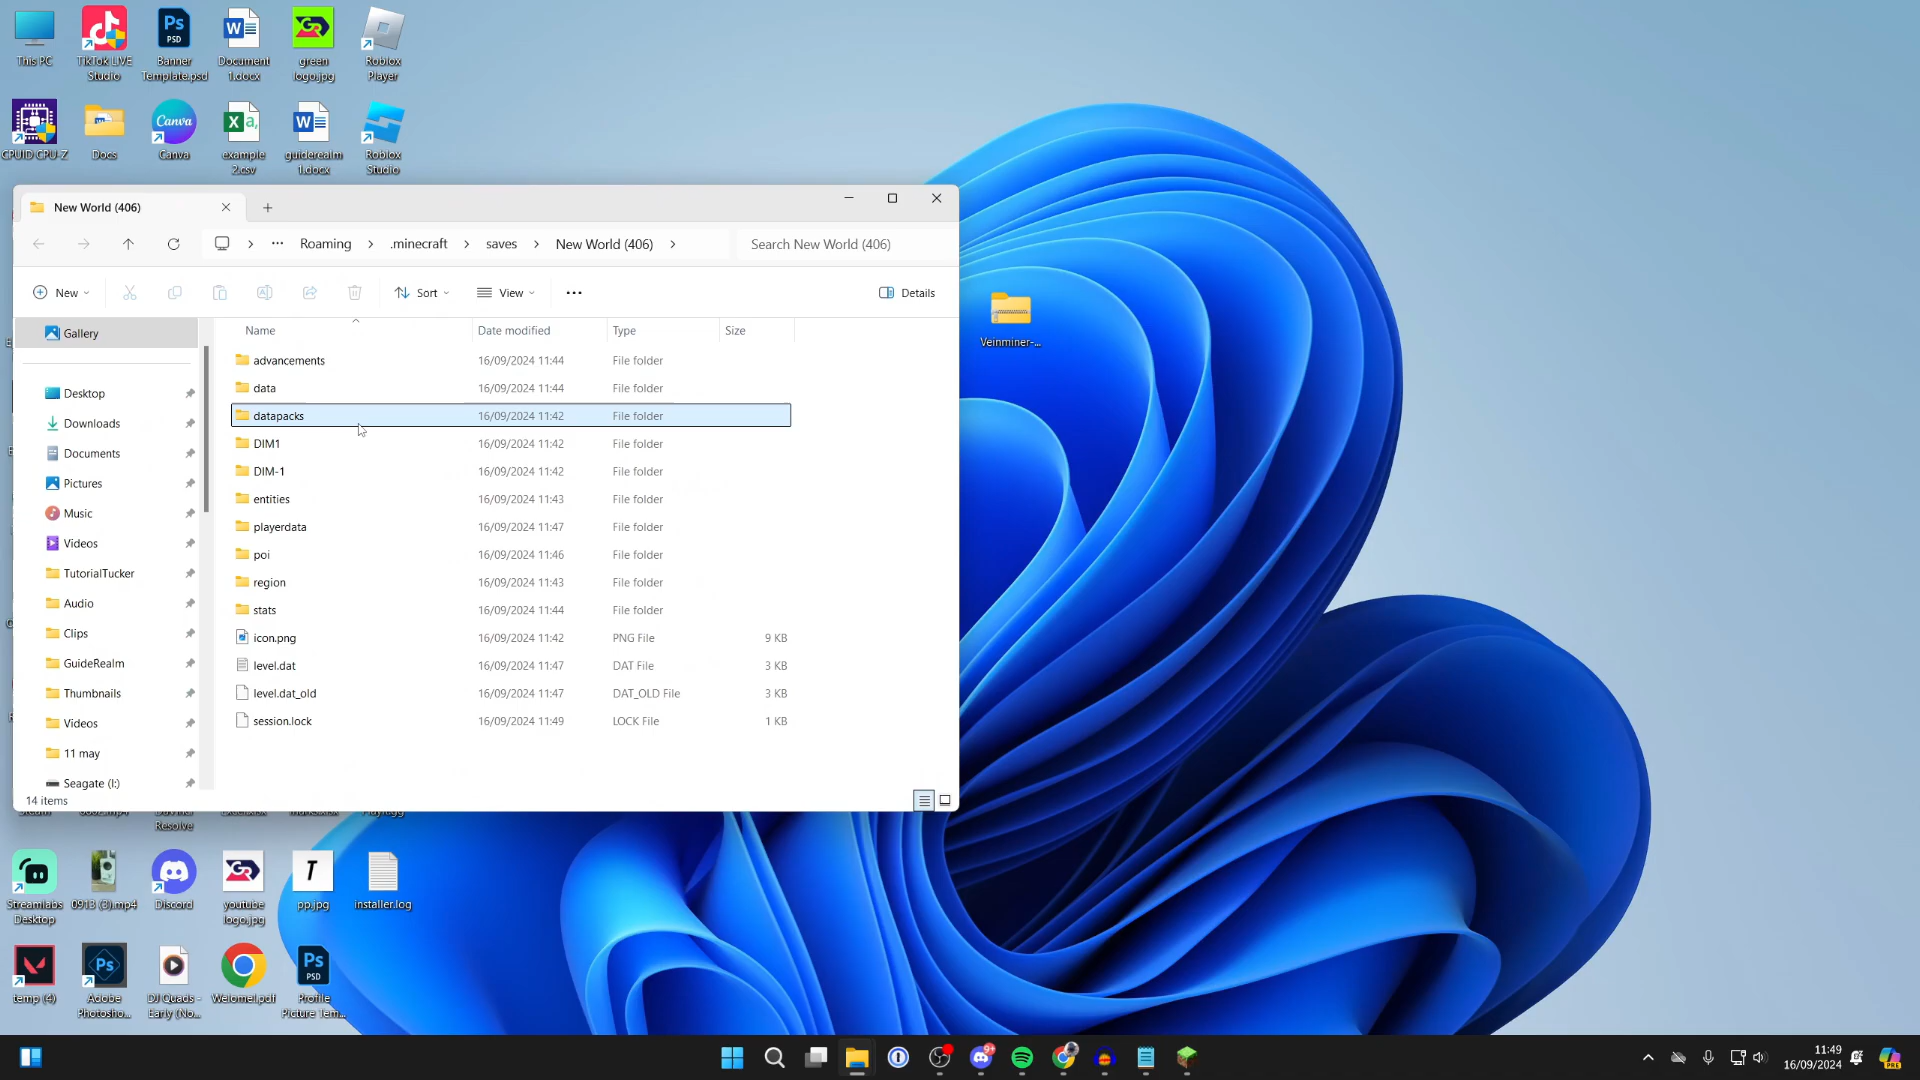 This PC
TikTok LIVE
Studio
Banner
Template.psd
Document
1.docx
green
logo.jpg
Roblox
Player
CPUID CPU-Z
Docs
Canva
example
2.csv
guiderealm
1.docx
Roblox
Studio
New World (406)
Roaming
.minecraft
saves
New World (406)
Search New World (406)
New
Sort
View
Details
Name
Date modified
Type
Size
Gallery
Desktop
Downloads
Documents
Pictures
Music
Videos
TutorialTucker
Audio
Clips
GuideRealm
Thumbnails
Videos
11 may
Seagate (I:)
advancements 16/09/2024 11:44 File folder
data 16/09/2024 11:44 File folder
datapacks 16/09/2024 11:42 File folder
DIM1 16/09/2024 11:42 File folder
DIM-1 16/09/2024 11:42 File folder
entities 16/09/2024 11:43 File folder
playerdata 16/09/2024 11:47 File folder
poi 16/09/2024 11:46 File folder
region 16/09/2024 11:43 File folder
stats 16/09/2024 11:44 File folder
icon.png 16/09/2024 11:42 PNG File 9 KB
level.dat 16/09/2024 11:47 DAT File 3 KB
level.dat_old 16/09/2024 11:47 DAT_OLD File 3 KB
session.lock 16/09/2024 11:49 LOCK File 1 KB
14 items
Veinminer-...
Resolve
Streamlabs
Desktop
0913 (3).mp4
Discord
youtube
logo.jpg
pp.jpg
installer.log
temp (4)
Adobe
Photosho...
DJ Quads -
Early (No...
Welome!.pdf
Profile
Picture Tem...
11:49
16/09/2024